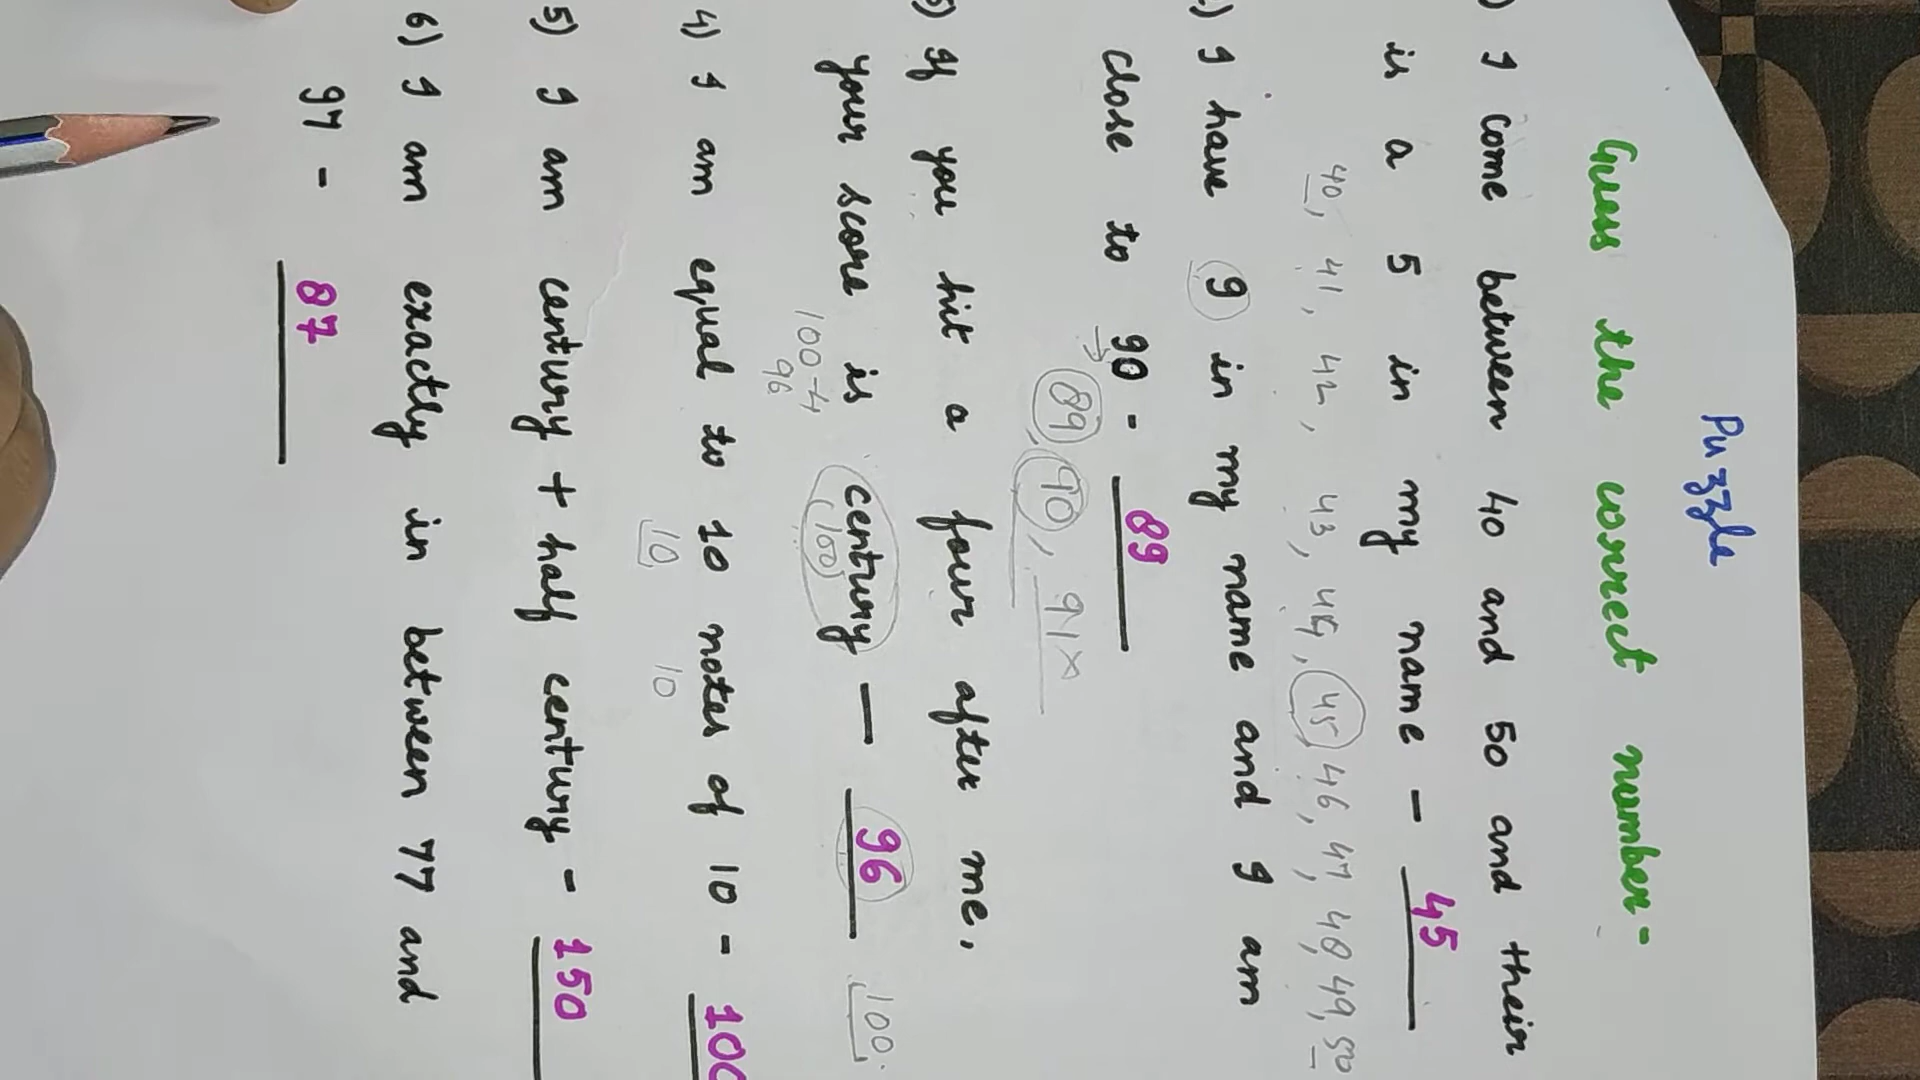 Puzzle
Guess the correct number-
) I come between 40 and 50 and their
is a 5 in my name - 45
40, 41, 42, 43, 44, 45, 46, 47, 48, 49, 50
) I have 9 in my name and I am
close to 90 - 89
89, 90, 91 ×
) If you hit a four after me,
your score is century - 96
100-4
96
100
100
4) I am equal to 10 notes of 10 - 100
10 10
5) I am century + half century - 150
6) I am exactly in between 77 and
97 - 87